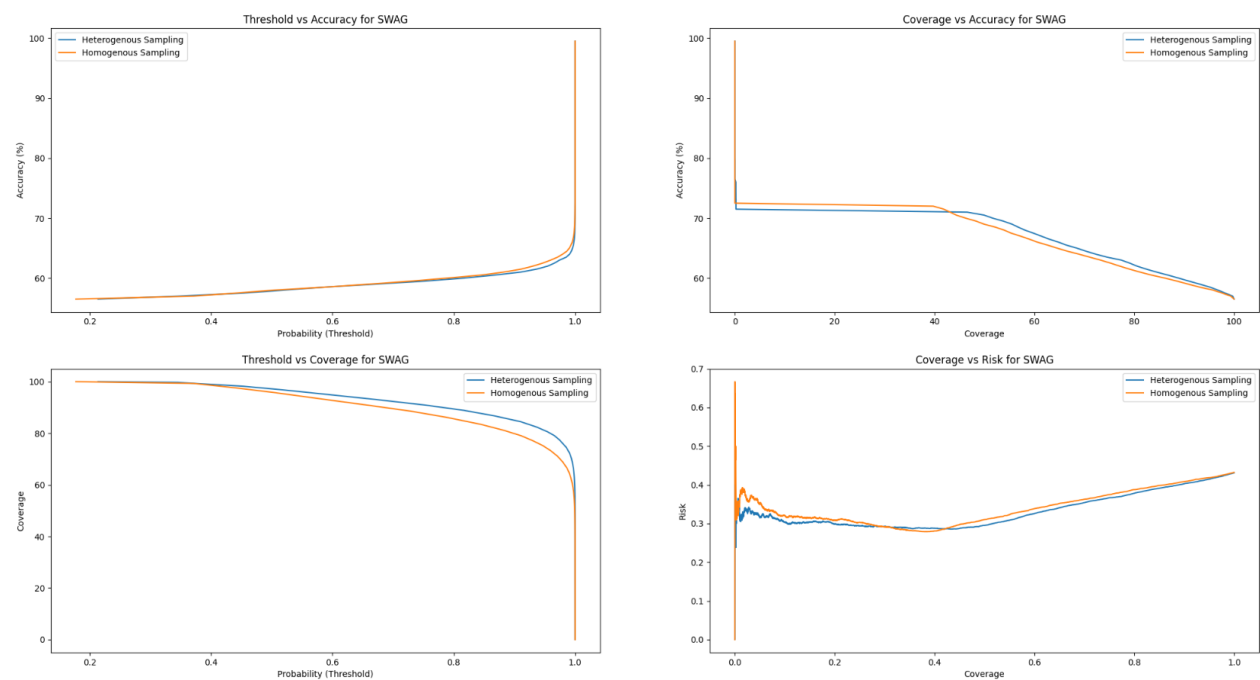 Threshold vs Accuracy for SWAG
Heterogenous Sampling
Homogenous Sampling
100
90
80
70
60
Accuracy (%)
0.2 0.4 0.6 0.8 1.0
Probability (Threshold)
Coverage vs Accuracy for SWAG
Heterogenous Sampling
Homogenous Sampling
100
90
80
70
60
Accuracy (%)
0 20 40 60 80 100
Coverage
Threshold vs Coverage for SWAG
Heterogenous Sampling
Homogenous Sampling
100
80
60
40
20
0
Coverage
0.2 0.4 0.6 0.8 1.0
Probability (Threshold)
Coverage vs Risk for SWAG
Heterogenous Sampling
Homogenous Sampling
0.7
0.6
0.5
0.4
0.3
0.2
0.1
0.0
Risk
0.0 0.2 0.4 0.6 0.8 1.0
Coverage